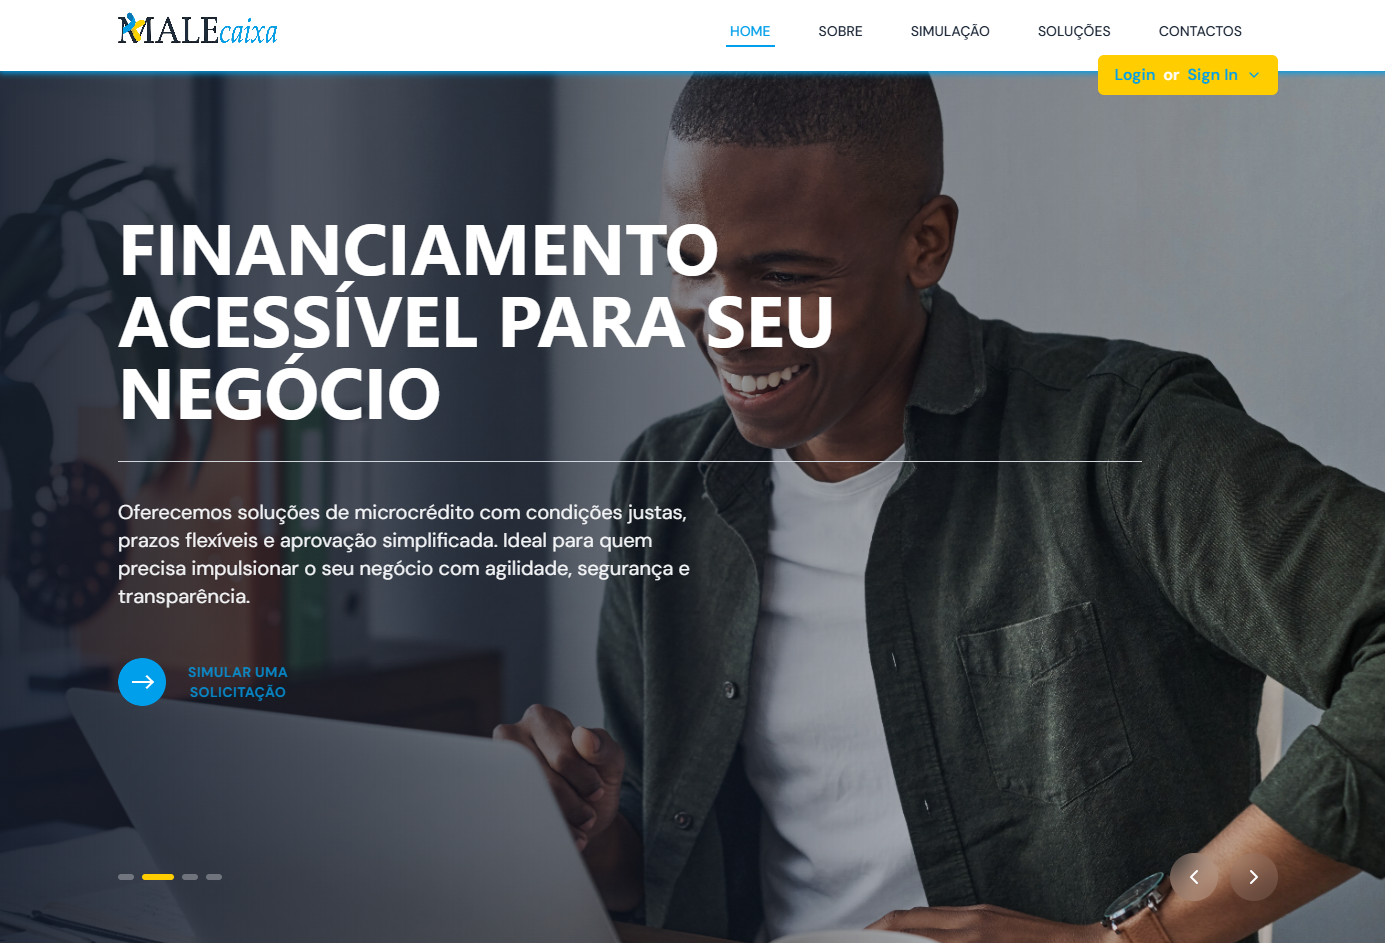 MALEcaixa
HOME SOBRE SIMULAÇÃO SOLUÇÕES CONTACTOS
Login or Sign In
FINANCIAMENTO
ACESSÍVEL PARA SEU
NEGÓCIO
Oferecemos soluções de microcrédito com condições justas,
prazos flexíveis e aprovação simplificada. Ideal para quem
precisa impulsionar o seu negócio com agilidade, segurança e
transparência.
SIMULAR UMA
SOLICITAÇÃO